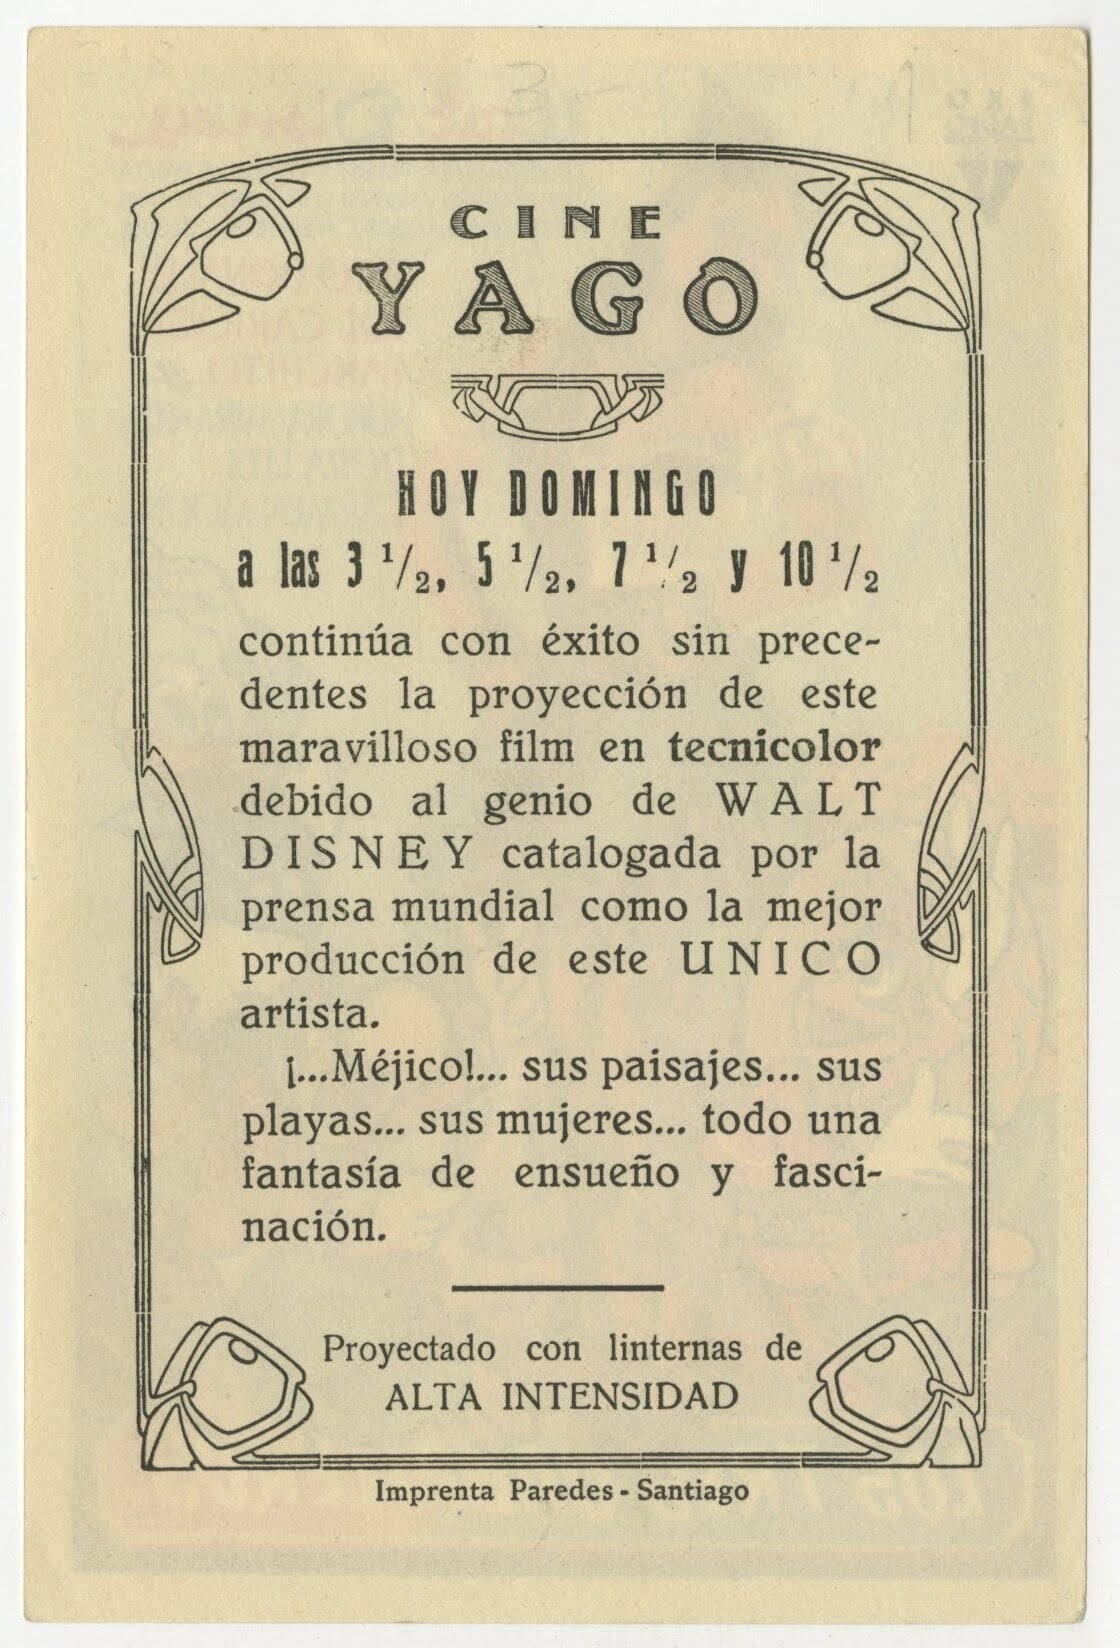 CINE
YAGO
HOY DOMINGO
a las 3 1/2, 5 1/2, 7 1/2 y 10 1/2
continúa con éxito sin prece-
dentes la proyección de este
maravilloso film en tecnicolor
debido al genio de WALT
DISNEY catalogada por la
prensa mundial como la mejor
producción de este UNICO
artista.
¡...Méjico!... sus paisajes... sus
playas... sus mujeres... todo una
fantasía de ensueño y fasci-
nación.
Proyectado con linternas de
ALTA INTENSIDAD
Imprenta Paredes - Santiago